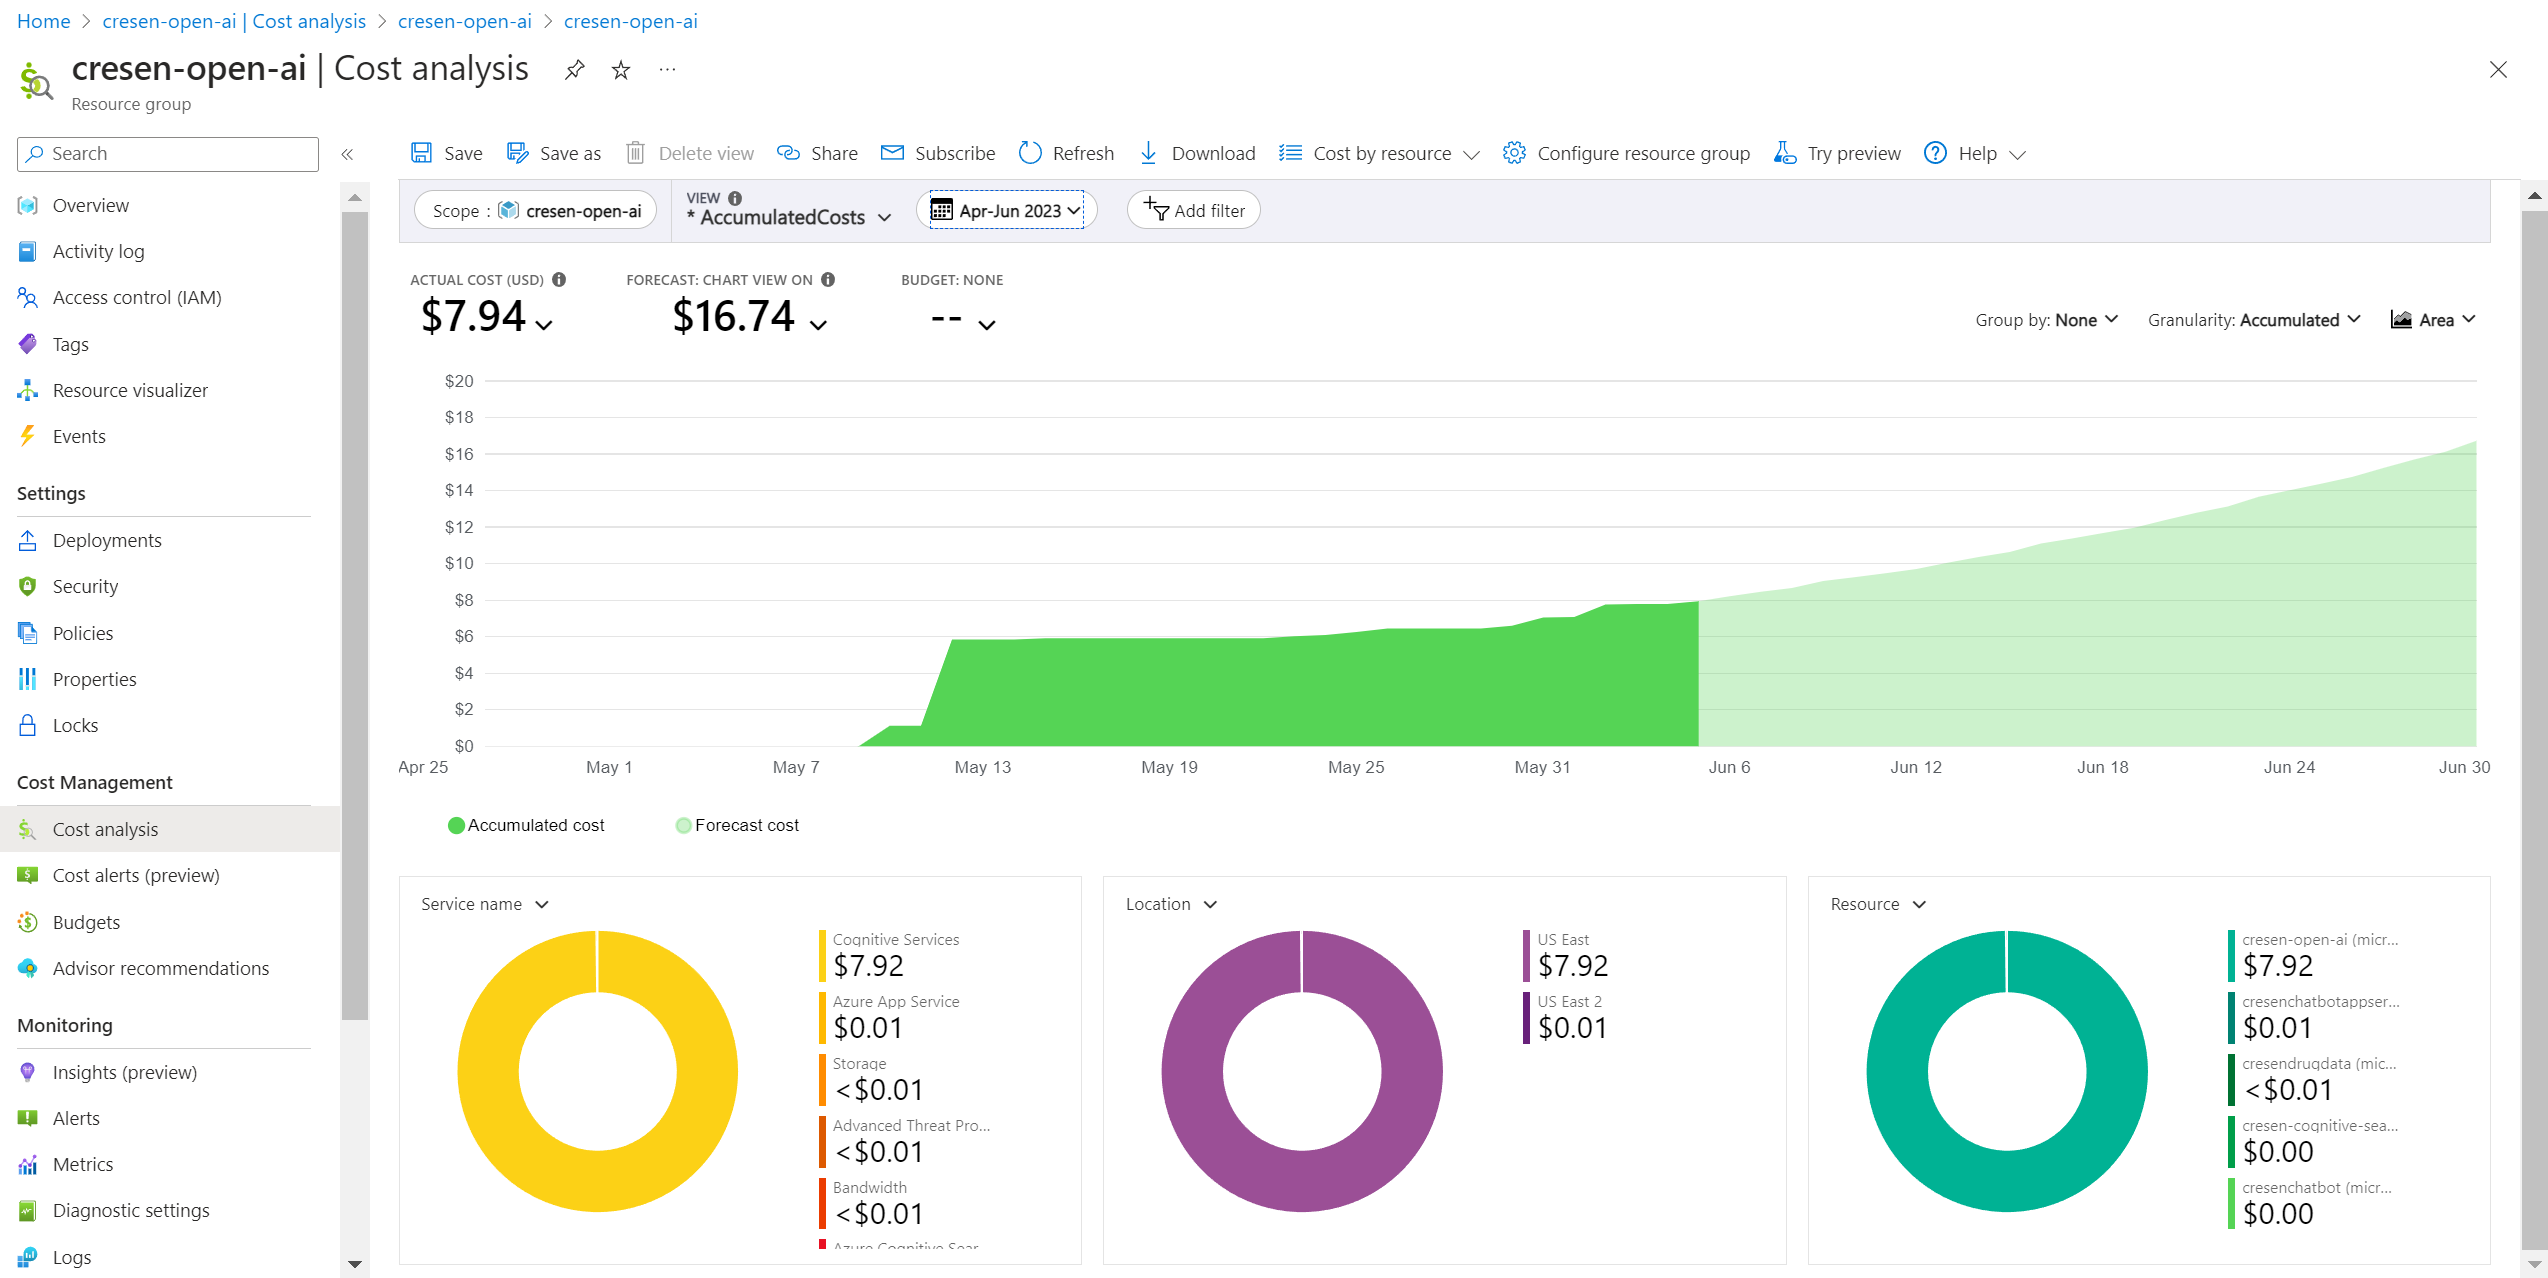 Home > cresen-open-ai | Cost analysis > cresen-open-ai > cresen-open-ai
cresen-open-ai | Cost analysis ...
Resource group
Search
Overview
Activity log
Access control (IAM)
Tags
Resource visualizer
Events
Settings
Deployments
Security
Policies
Properties
Locks
Cost Management
Cost analysis
Cost alerts (preview)
Budgets
Advisor recommendations
Monitoring
Insights (preview)
Alerts
Metrics
Diagnostic settings
Logs
Save Save as Delete view Share Subscribe Refresh Download Cost by resource Configure resource group Try preview Help
Scope : cresen-open-ai
VIEW
* AccumulatedCosts
Apr-Jun 2023
Add filter
ACTUAL COST (USD)
$7.94
FORECAST: CHART VIEW ON
$16.74
BUDGET: NONE
--
Group by: None Granularity: Accumulated Area
$20
$18
$16
$14
$12
$10
$8
$6
$4
$2
$0
Apr 25 May 1 May 7 May 13 May 19 May 25 May 31 Jun 6 Jun 12 Jun 18 Jun 24 Jun 30
Accumulated cost Forecast cost
Service name
Cognitive Services
$7.92
Azure App Service
$0.01
Storage
<$0.01
Advanced Threat Pro...
<$0.01
Bandwidth
<$0.01
Azure Cognitive Sear
Location
US East
$7.92
US East 2
$0.01
Resource
cresen-open-ai (micr...
$7.92
cresenchatbotappser...
$0.01
cresendrugdata (mic...
<$0.01
cresen-cognitive-sea...
$0.00
cresenchatbot (micr...
$0.00